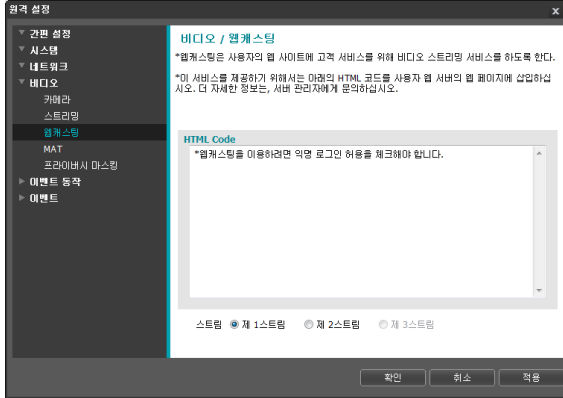 원격 설정
x
간편 설정
시스템
네트워크
비디오
카메라
스트리밍
웹캐스팅
MAT
프라이버시 마스킹
이벤트 동작
이벤트
비디오 / 웹캐스팅
*웹캐스팅은 사용자의 웹 사이트에 고객 서비스를 위해 비디오 스트리밍 서비스를 하도록 한다.
*이 서비스를 제공하기 위해서는 아래의 HTML 코드를 사용자 웹 서버의 웹 페이지에 삽입하십
시오. 더 자세한 정보는, 서버 관리자에게 문의하십시오.
HTML Code
*웹캐스팅을 이용하려면 익명 로그인 허용을 체크해야 합니다.
스트림 제 1스트림 제 2스트림 제 3스트림
확인 취소 적용